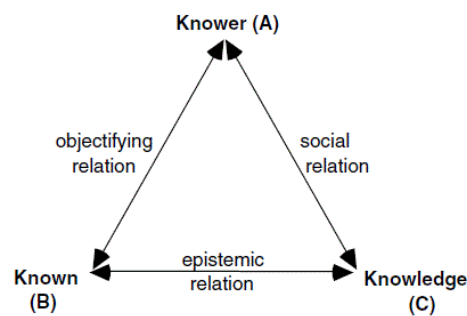 Knower (A)
objectifying
relation
social
relation
epistemic
relation
Known
(B)
Knowledge
(C)